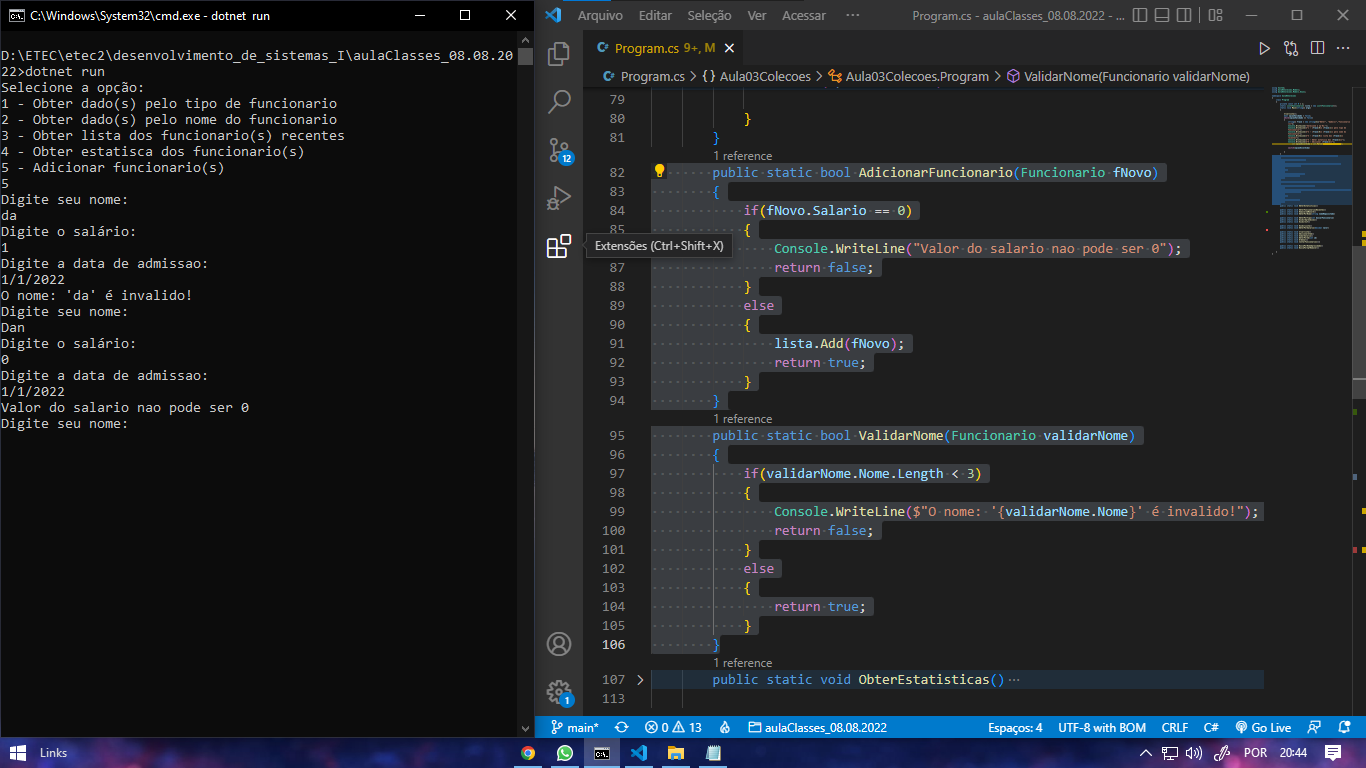 C:\Windows\System32\cmd.exe - dotnet run
D:\ETEC\etec2\desenvolvimento_de_sistemas_I\aulaClasses_08.08.20
22>dotnet run
Selecione a opção:
1 - Obter dado(s) pelo tipo de funcionario
2 - Obter dado(s) pelo nome do funcionario
3 - Obter lista dos funcionario(s) recentes
4 - Obter estatisca dos funcionario(s)
5 - Adicionar funcionario(s)
5
Digite seu nome:
da
Digite o salário:
1
Digite a data de admissao:
1/1/2022
O nome: 'da' é invalido!
Digite seu nome:
Dan
Digite o salário:
0
Digite a data de admissao:
1/1/2022
Valor do salario nao pode ser 0
Digite seu nome:
Arquivo Editar Seleção Ver Acessar ··· Program.cs - aulaClasses_08.08.2022 - ...
Program.cs 9+, M
Program.cs > {} Aula03Colecoes > Aula03Colecoes.Program > ValidarNome(Funcionario validarNome)
79
80 }
81 }
1 reference
82 public static bool AdicionarFuncionario(Funcionario fNovo)
83 {
84 if(fNovo.Salario == 0)
85 {
Extensões (Ctrl+Shift+X)
Console.WriteLine("Valor do salario nao pode ser 0");
87 return false;
88 }
89 else
90 {
91 lista.Add(fNovo);
92 return true;
93 }
94 }
1 reference
95 public static bool ValidarNome(Funcionario validarNome)
96 {
97 if(validarNome.Nome.Length < 3)
98 {
99 Console.WriteLine($"O nome: '{validarNome.Nome}' é invalido!");
100 return false;
101 }
102 else
103 {
104 return true;
105 }
106 }
1 reference
107 public static void ObterEstatisticas()···
113
12
1
main* 0 13 aulaClasses_08.08.2022 Espaços: 4 UTF-8 with BOM CRLF C# Go Live
Links POR 20:44